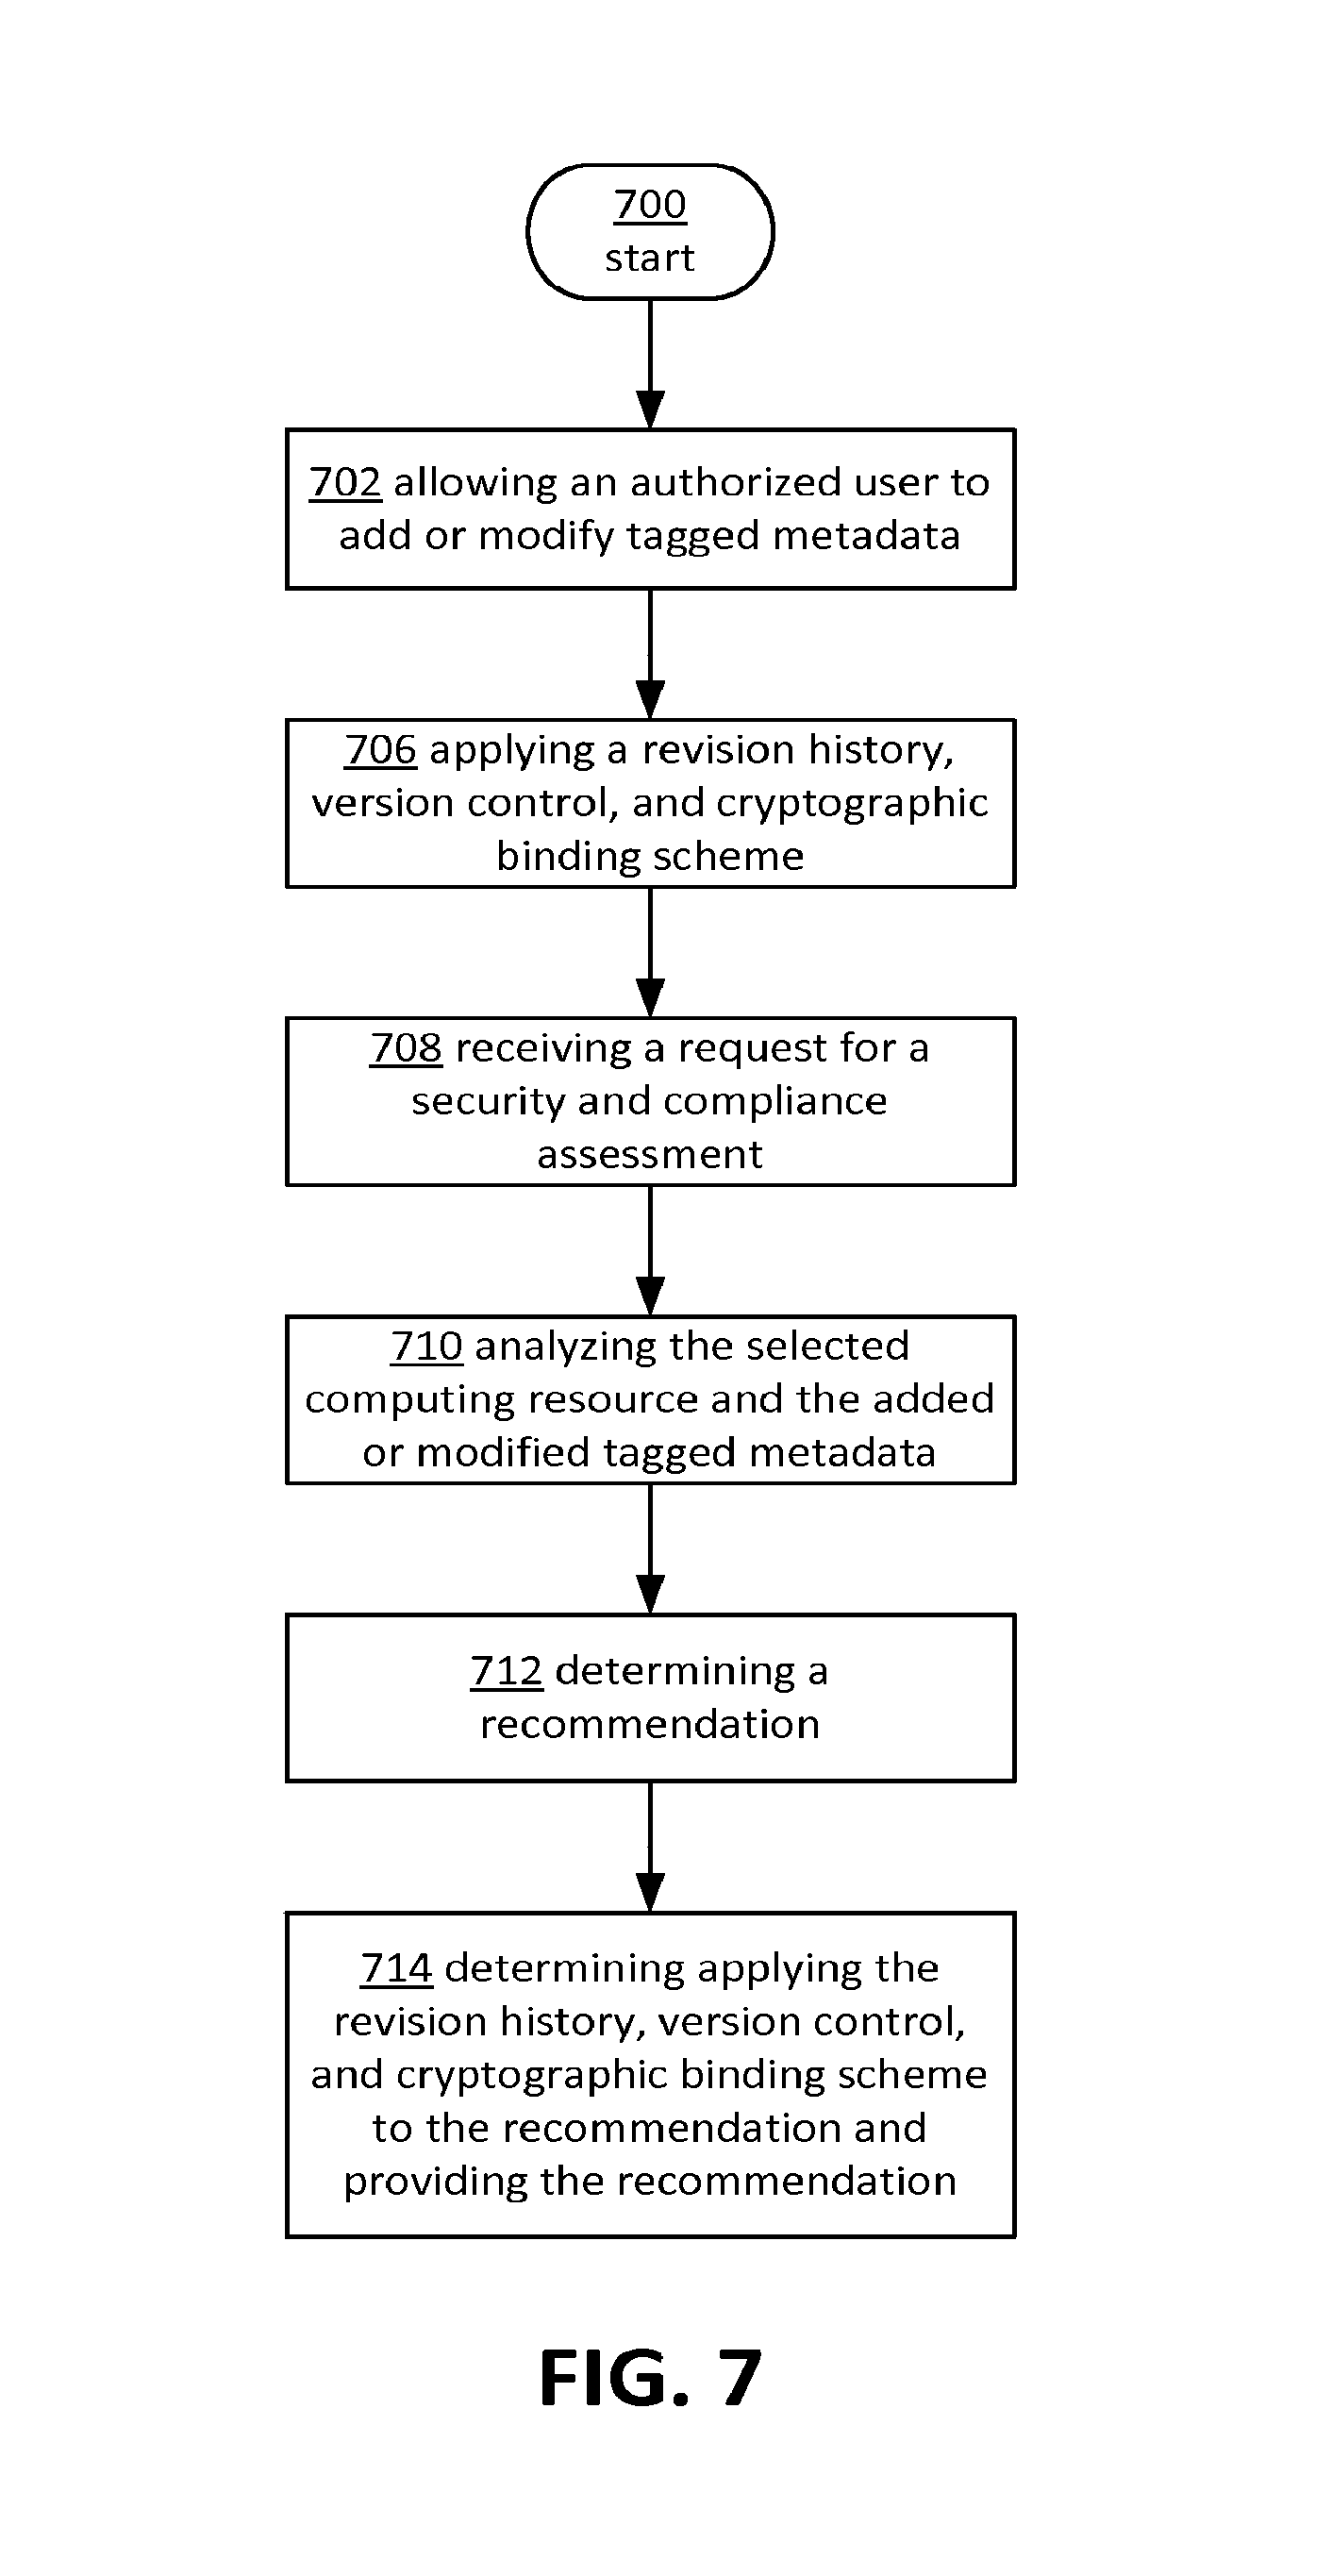 700
start
702 allowing an authorized user to
add or modify tagged metadata
706 applying a revision history,
version control, and cryptographic
binding scheme
708 receiving a request for a
security and compliance
assessment
710 analyzing the selected
computing resource and the added
or modified tagged metadata
712 determining a
recommendation
714 determining applying the
revision history, version control,
and cryptographic binding scheme
to the recommendation and
providing the recommendation
FIG. 7